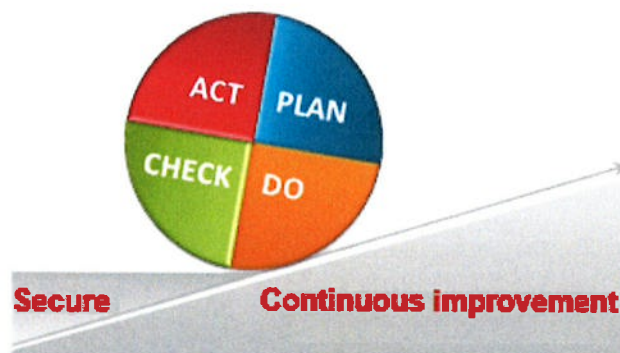 ACT
PLAN
CHECK
DO
Secure
Continuous improvement